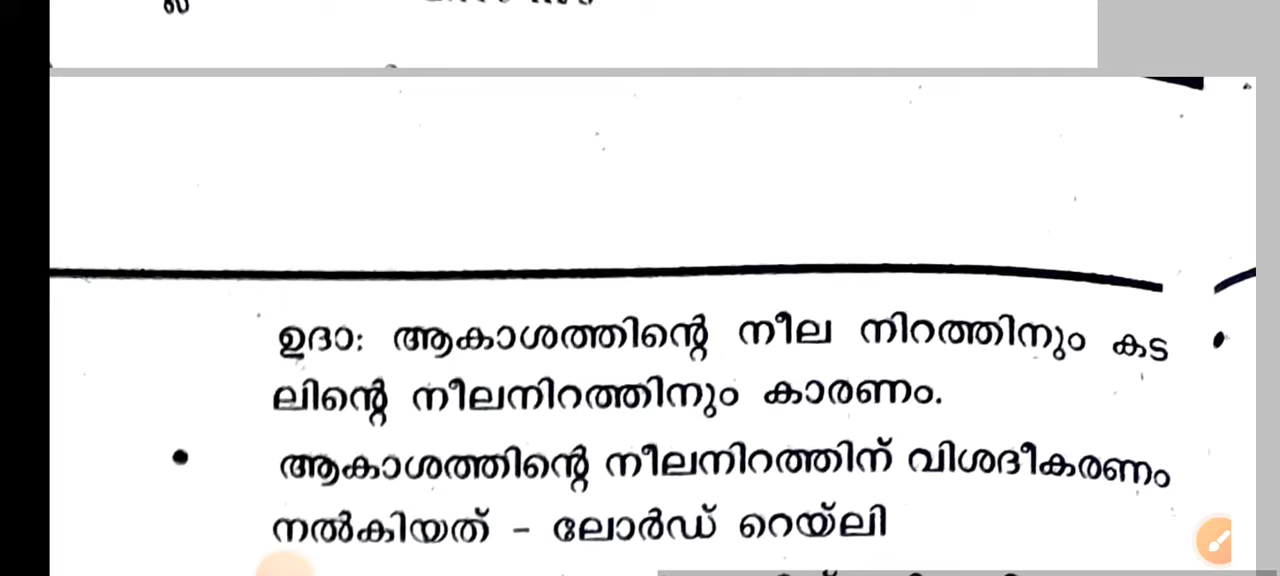 ഉദാ: ആകാശത്തിന്റെ നീല നിറത്തിനും കട
ലിന്റെ നീലനിറത്തിനും കാരണം.
• ആകാശത്തിന്റെ നീലനിറത്തിന് വിശദീകരണം
നൽകിയത് - ലോർഡ് റെയ്ലി